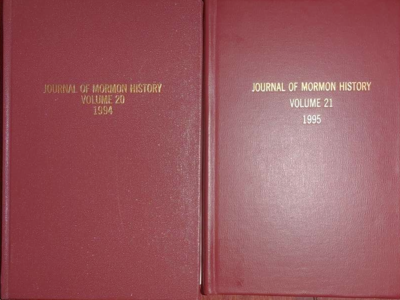 JOURNAL OF MORMON HISTORY
VOLUME 20
1994
JOURNAL OF MORMON HISTORY
VOLUME 21
1995